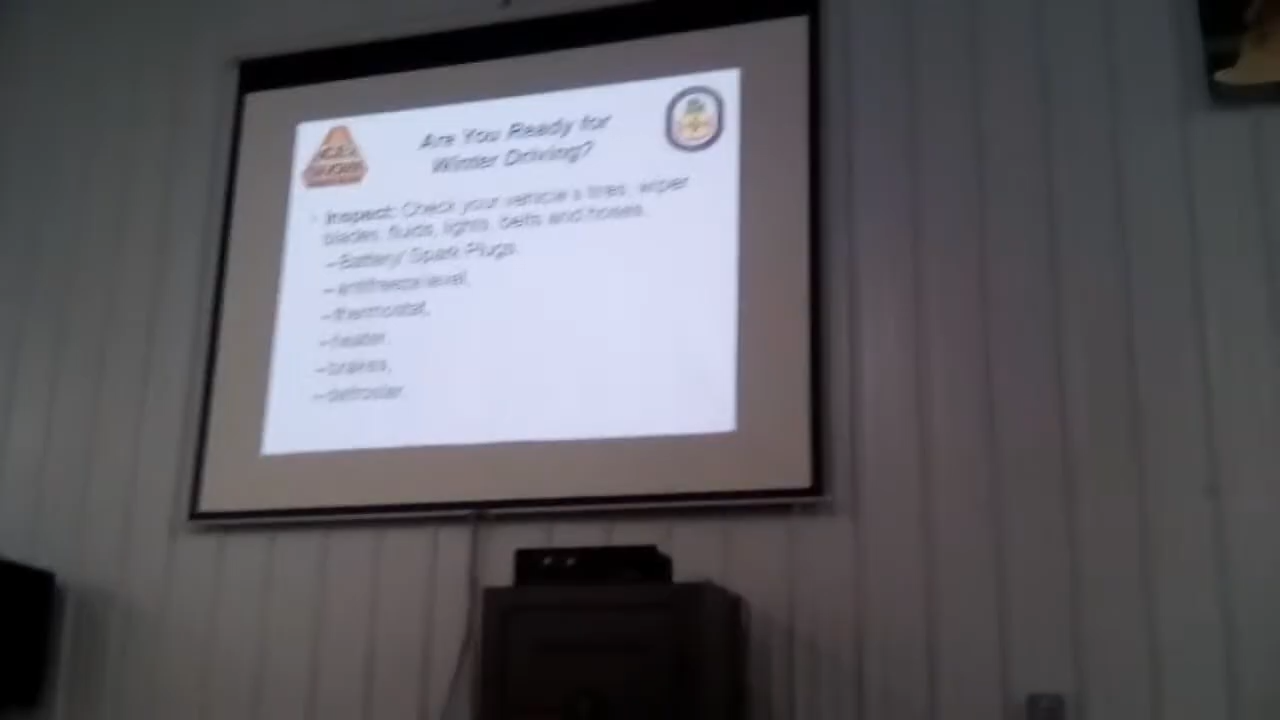 Are You Ready for
Winter Driving?
Inspect: Check your vehicle's tires, wiper
blades, fluids, lights, belts and hoses.
–Battery/ Spark Plugs.
–antifreeze level,
–thermostat,
–heater,
–brakes,
–defroster.